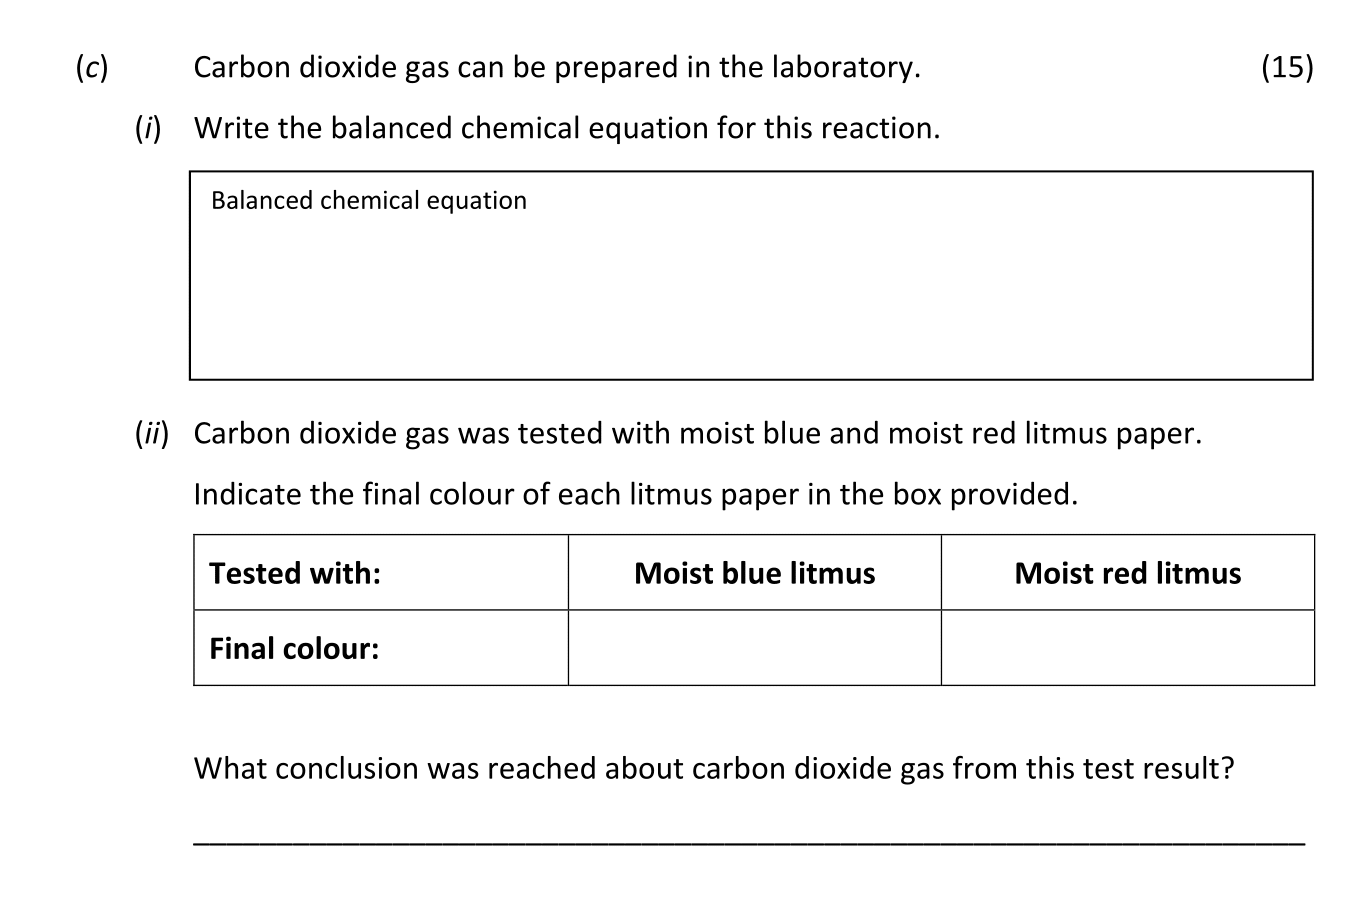 (c) Carbon dioxide gas can be prepared in the laboratory. (15)
(i) Write the balanced chemical equation for this reaction.
Balanced chemical equation
(ii) Carbon dioxide gas was tested with moist blue and moist red litmus paper.
Indicate the final colour of each litmus paper in the box provided.
Tested with: Moist blue litmus Moist red litmus
Final colour:
What conclusion was reached about carbon dioxide gas from this test result?